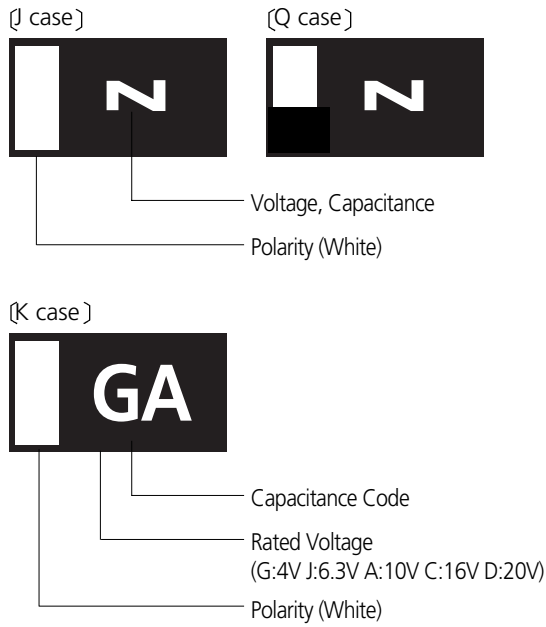 〔J case〕
〔Q case〕
N
N
Voltage, Capacitance
Polarity (White)
〔K case〕
GA
Capacitance Code
Rated Voltage
(G:4V J:6.3V A:10V C:16V D:20V)
Polarity (White)